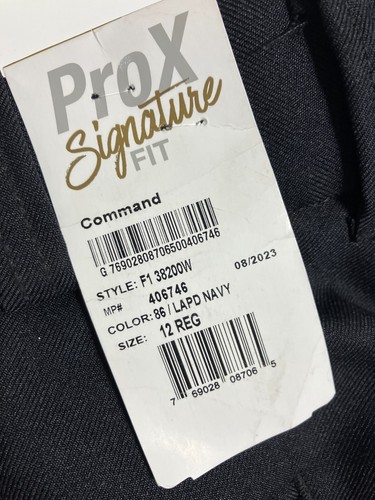 ProX
Signature
FIT
Command
G 76902808706500406746
STYLE: F1 38200W 08/2023
MP# 406746
COLOR: 86 / LAPD NAVY
SIZE: 12 REG
7 69028 08706 5